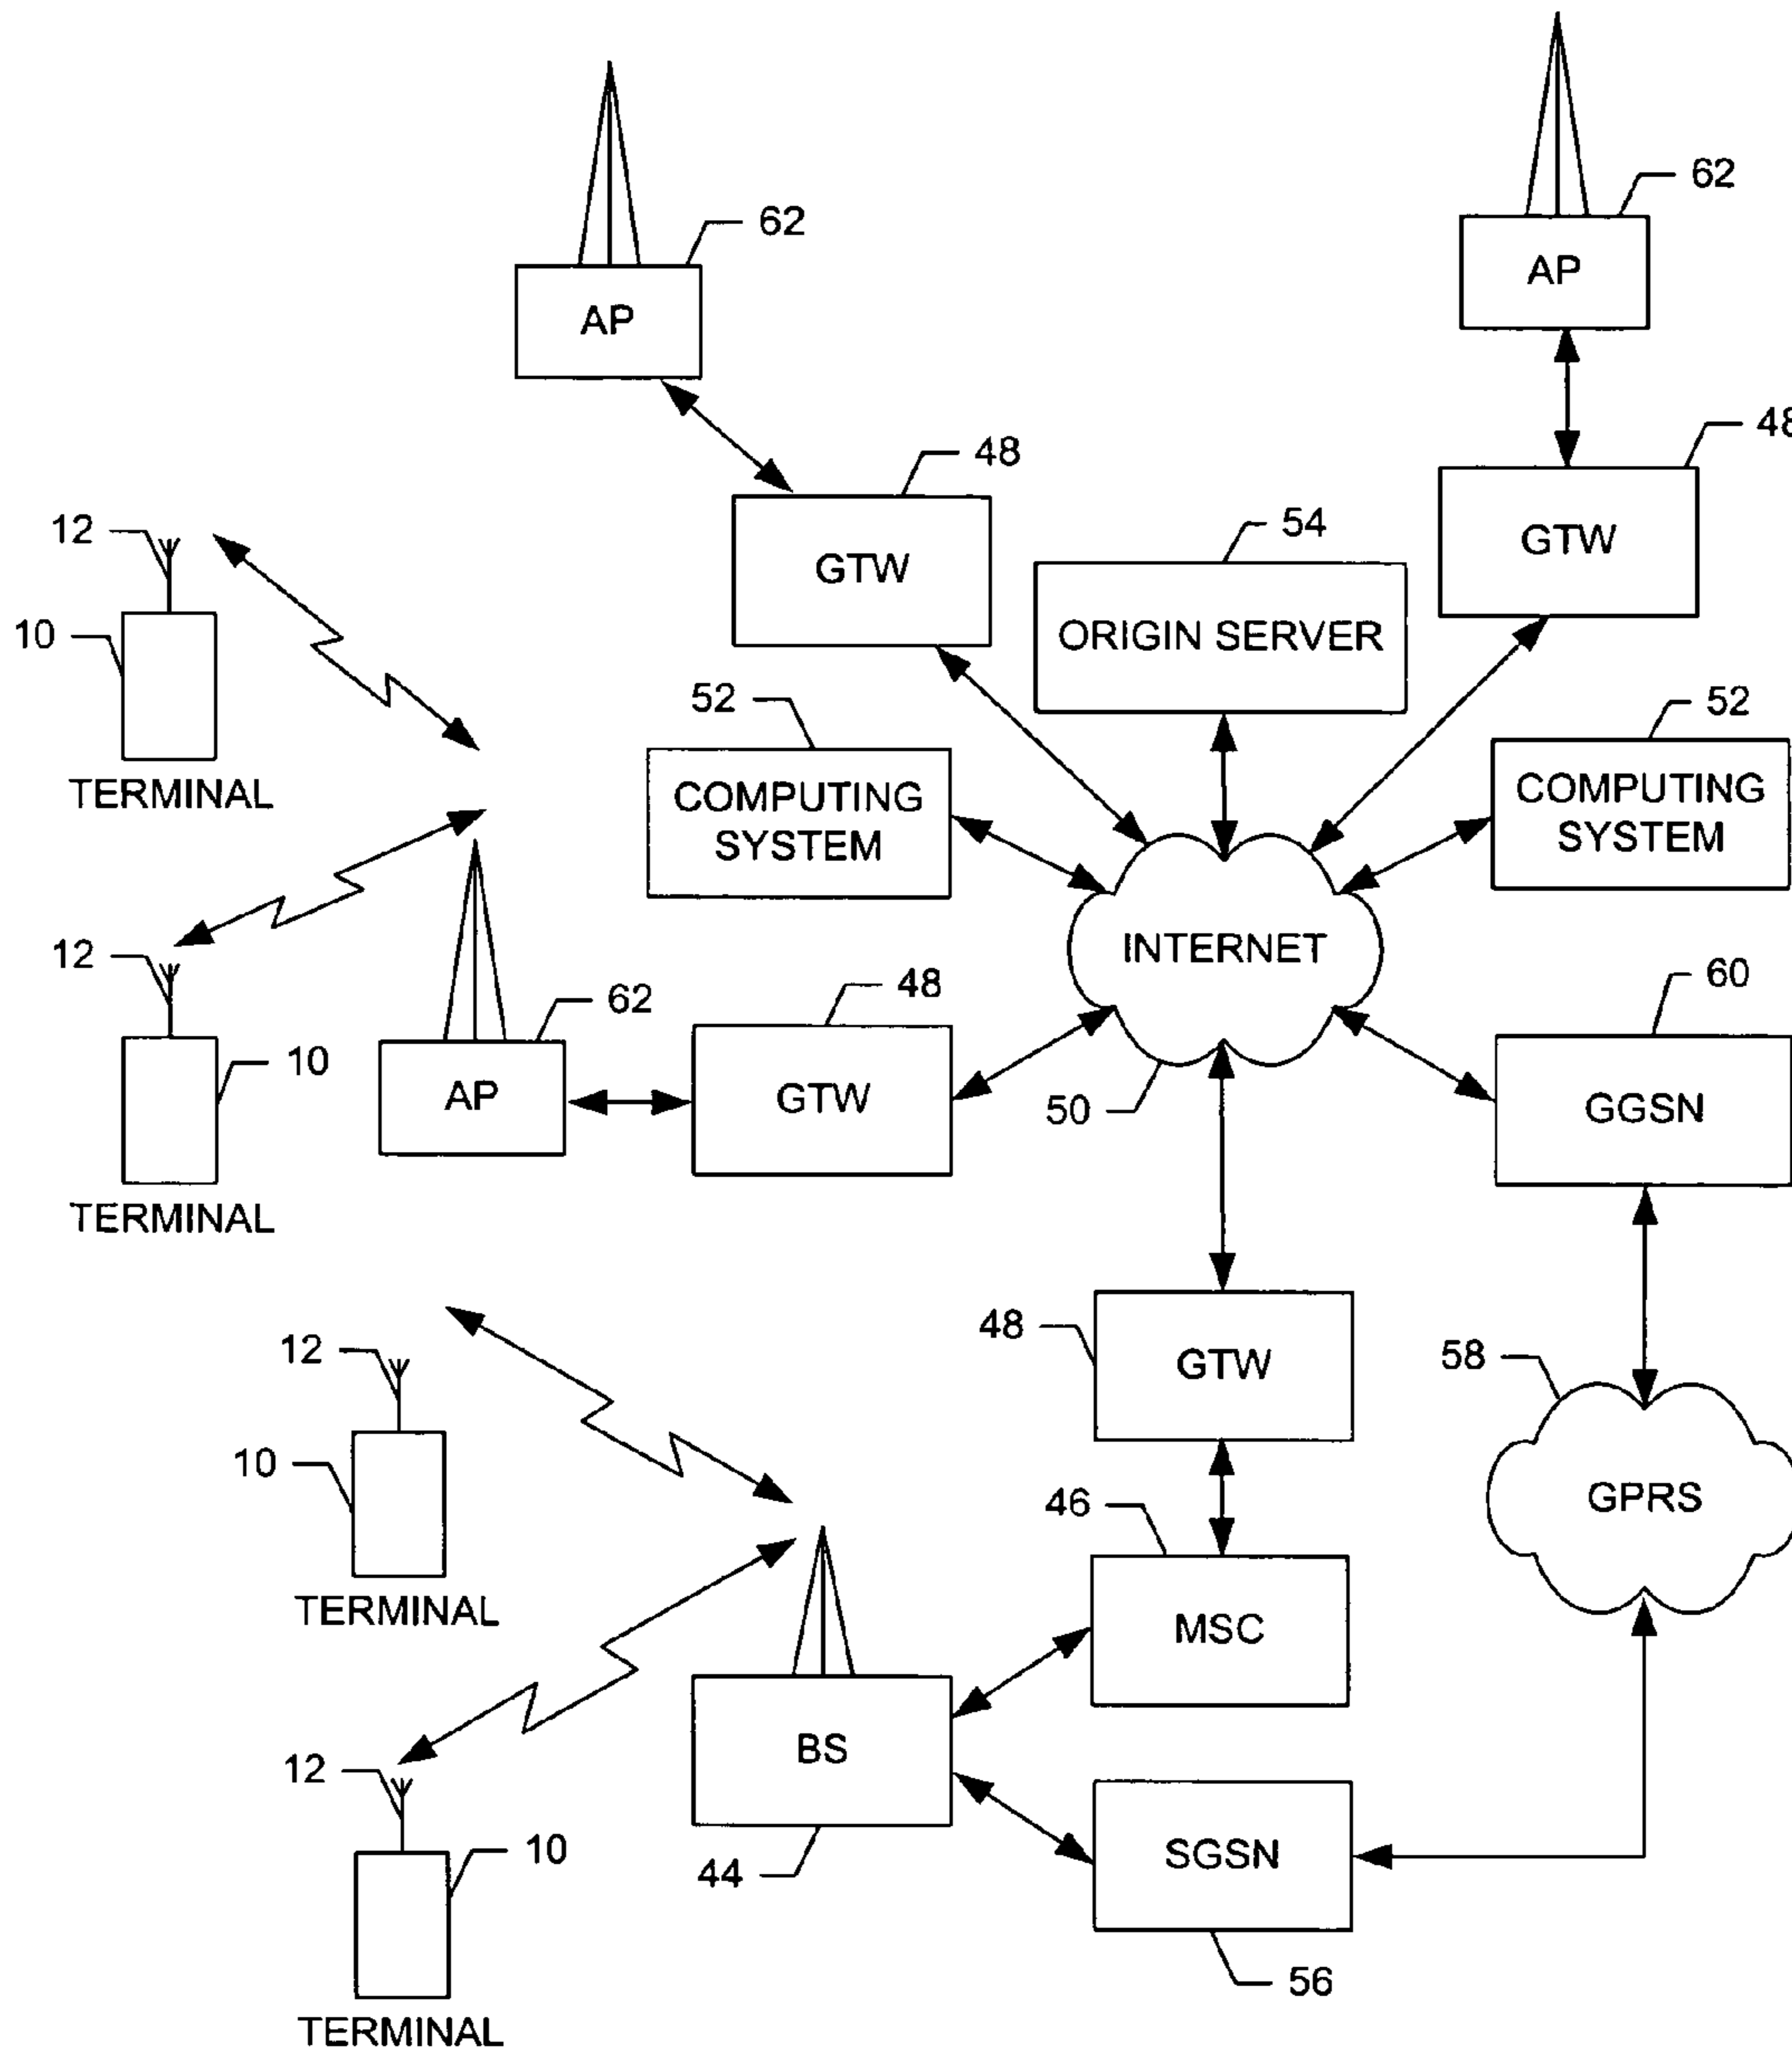 62
AP
62
AP
48
GTW
48
GTW
54
ORIGIN SERVER
12
10
TERMINAL
52
COMPUTING
SYSTEM
52
COMPUTING
SYSTEM
INTERNET
50
12
10
TERMINAL
62
AP
48
GTW
60
GGSN
48
GTW
58
GPRS
12
10
TERMINAL
46
MSC
BS
44
12
10
TERMINAL
SGSN
56